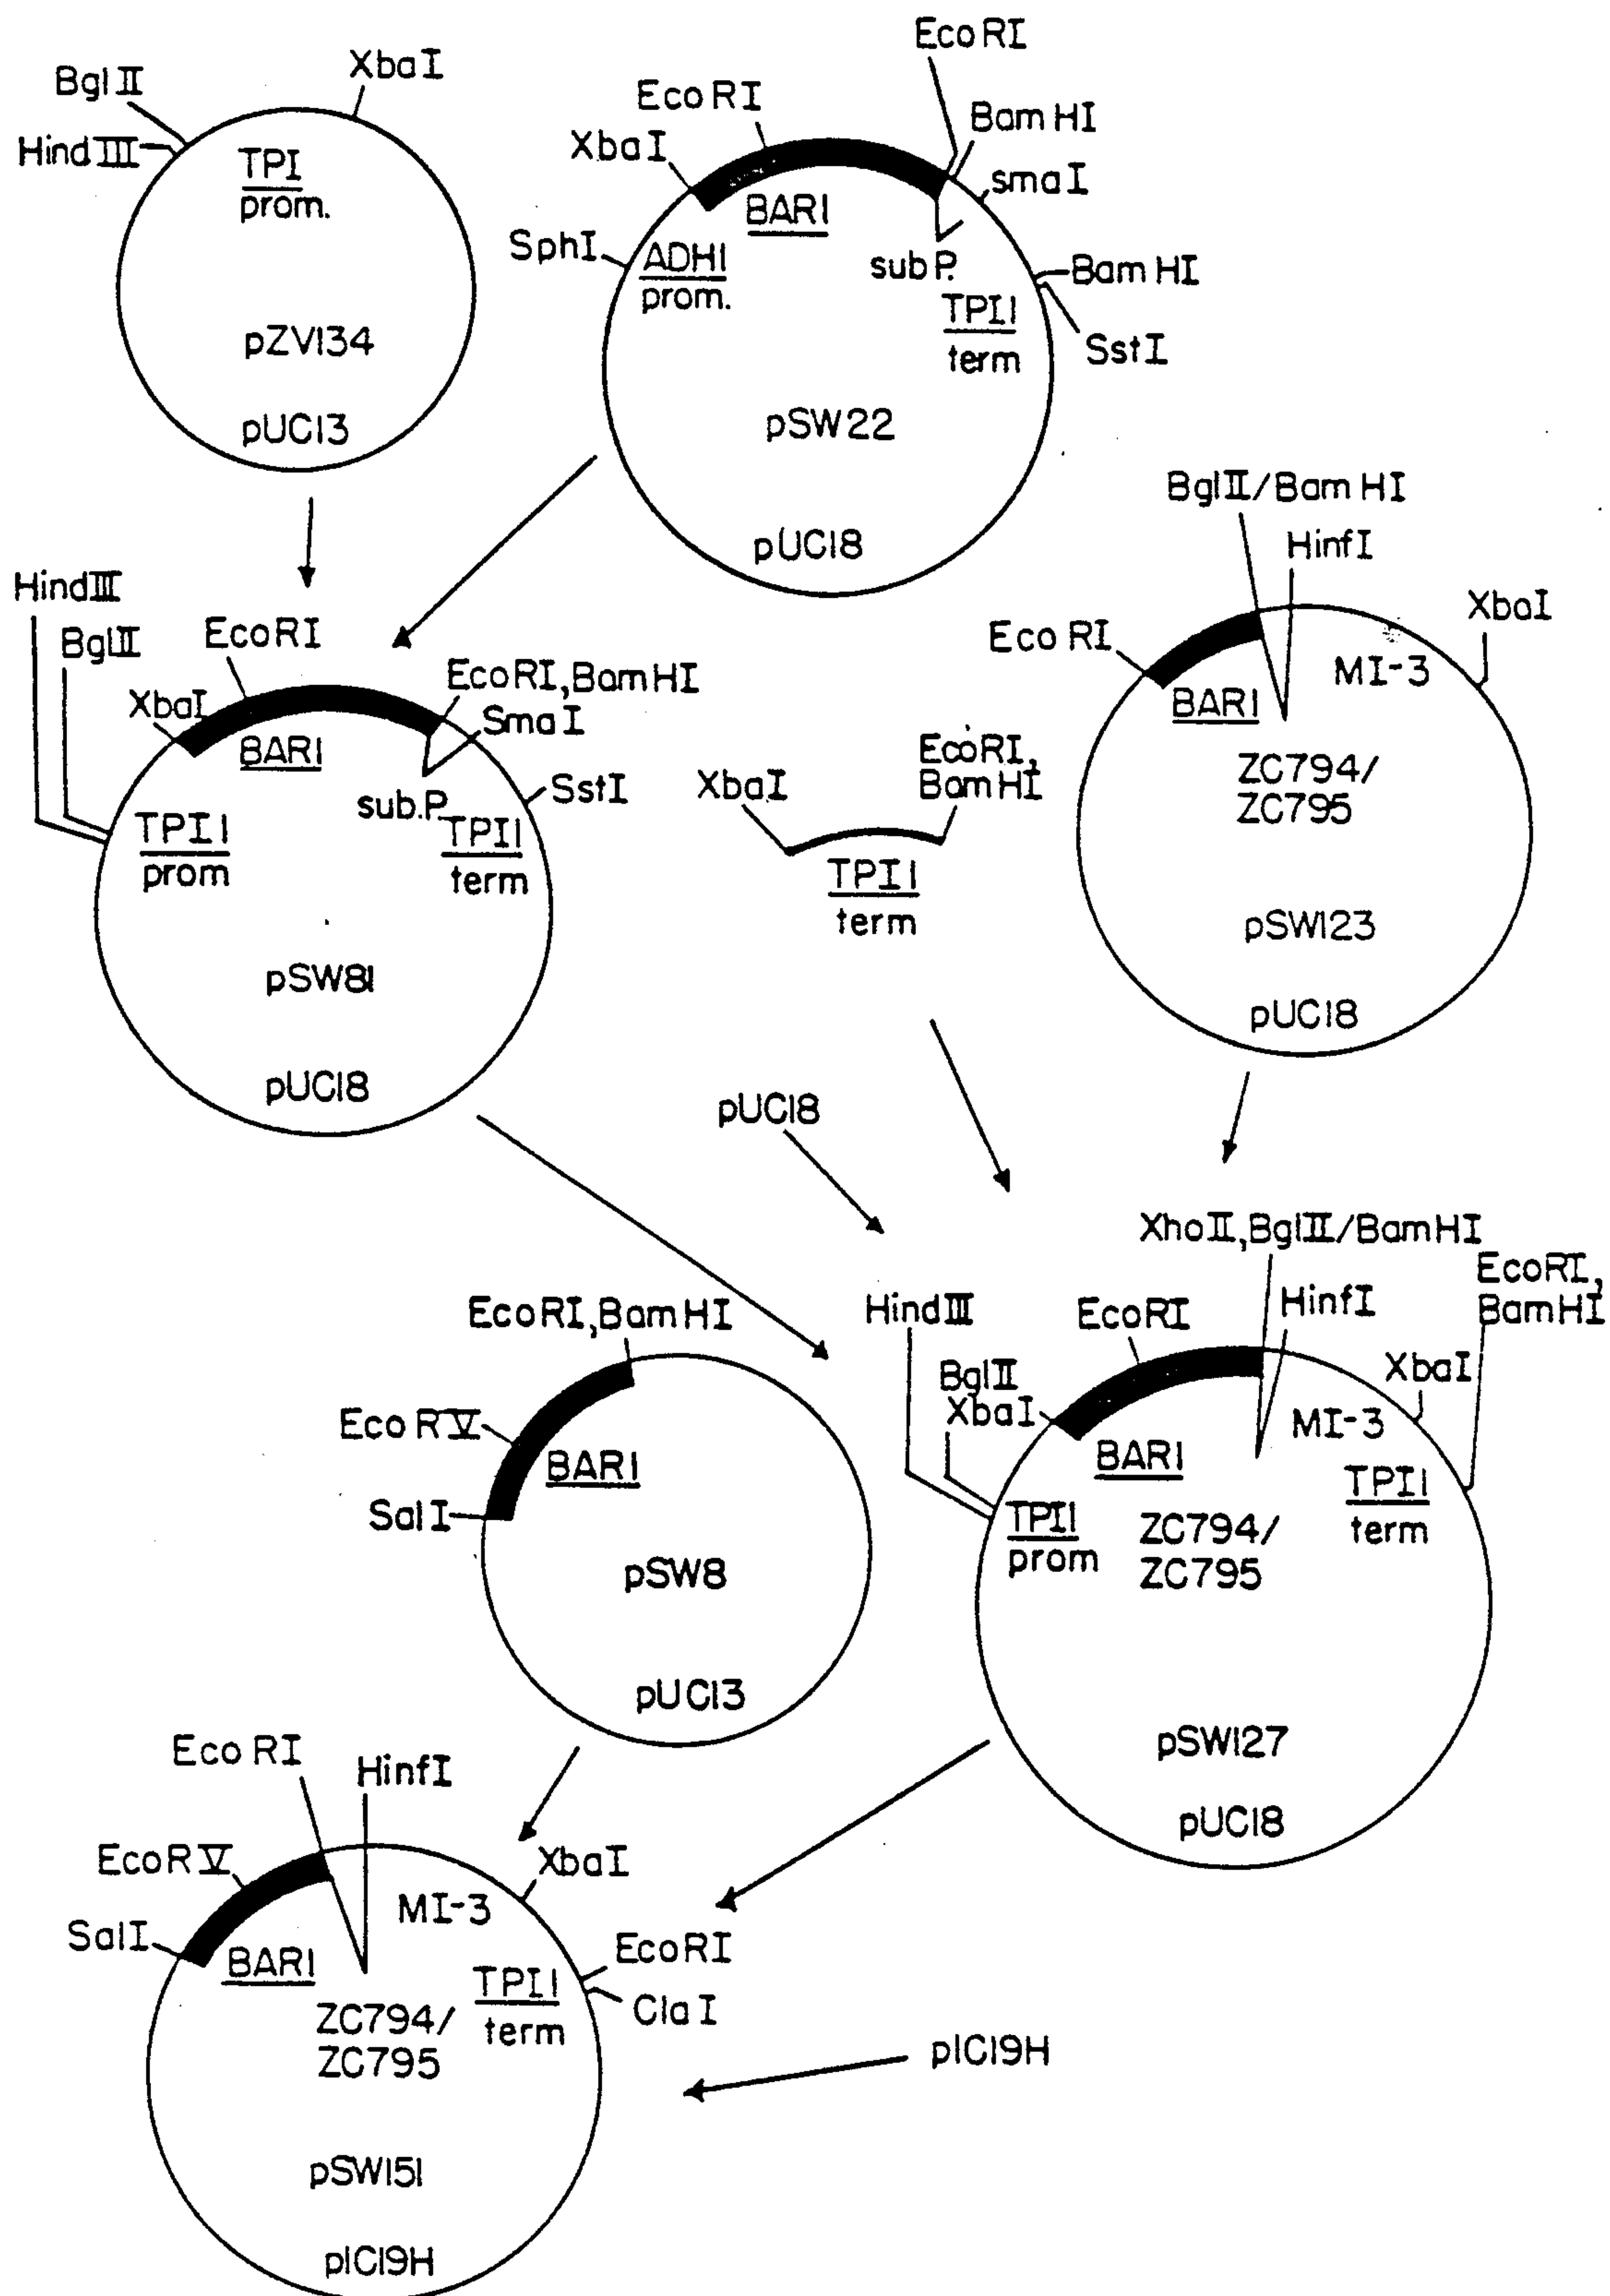 Bgl II
XbaI
Hind III
TPI
prom.
pZV134
pUC13
EcoRI
EcoRI
XbaI
BamHI
smaI
BAR1
SphI
ADHI
prom.
sub P.
BamHI
TPI1
term
SstI
pSW22
pUC18
HindIII
BglII
EcoRI
XbaI
EcoRI, BamHI
SmaI
BAR1
sub. P.
SstI
TPI1
prom
TPI1
term
pSW81
pUC18
XbaI
EcoRI,
BamHI
TPI1
term
BglII/BamHI
HinfI
XbaI
EcoRI
MI-3
BAR1
ZC794/
ZC795
pSW123
pUC18
pUC18
EcoRI, BamHI
EcoRV
BAR1
SalI
pSW8
pUC13
XhoII, BglII/BamHI
EcoRI,
BamHI
HindIII
EcoRI
HinfI
BglII
XbaI
XbaI
MI-3
BAR1
TPI1
term
TPI1
prom
ZC794/
ZC795
pSW127
pUC18
EcoRI
HinfI
EcoRV
XbaI
MI-3
SalI
BAR1
EcoRI
TPI1
term
ClaI
ZC794/
ZC795
pIC19H
pSW151
pIC19H